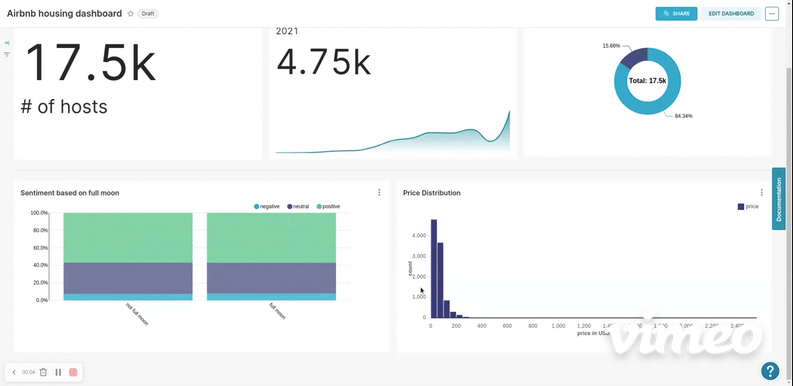 Airbnb housing dashboard
Draft
SHARE
EDIT DASHBOARD
17.5k
# of hosts
2021
4.75k
15.66%
Total: 17.5k
84.34%
Documentation
Sentiment based on full moon
negative neutral positive
100.0%
80.0%
60.0%
40.0%
20.0%
0.0%
not full moon
full moon
Price Distribution
price
count
4,000
3,000
2,000
1,000
0
0 200 400 600 800 1,000 1,200 1,400 1,800 2,000 2,200 2,400
price in USD
vimeo
00:04
?